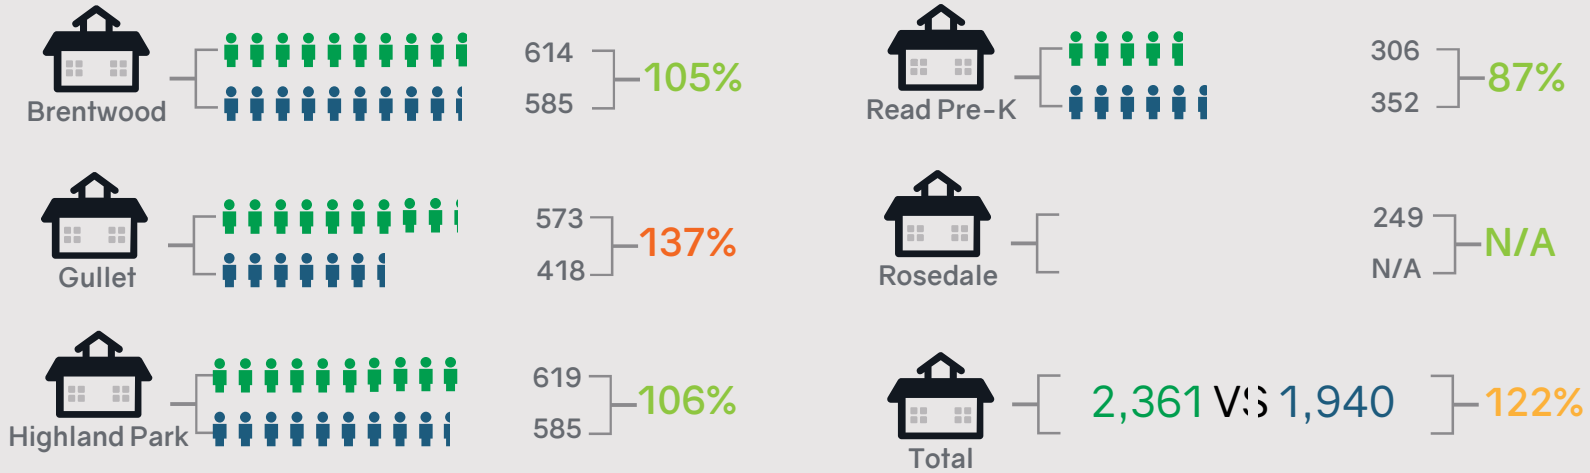 614
105%
585
Brentwood
306
87%
352
Read Pre-K
573
137%
418
Gullet
249
N/A
N/A
Rosedale
619
106%
585
Highland Park
2,361 VS 1,940
122%
Total